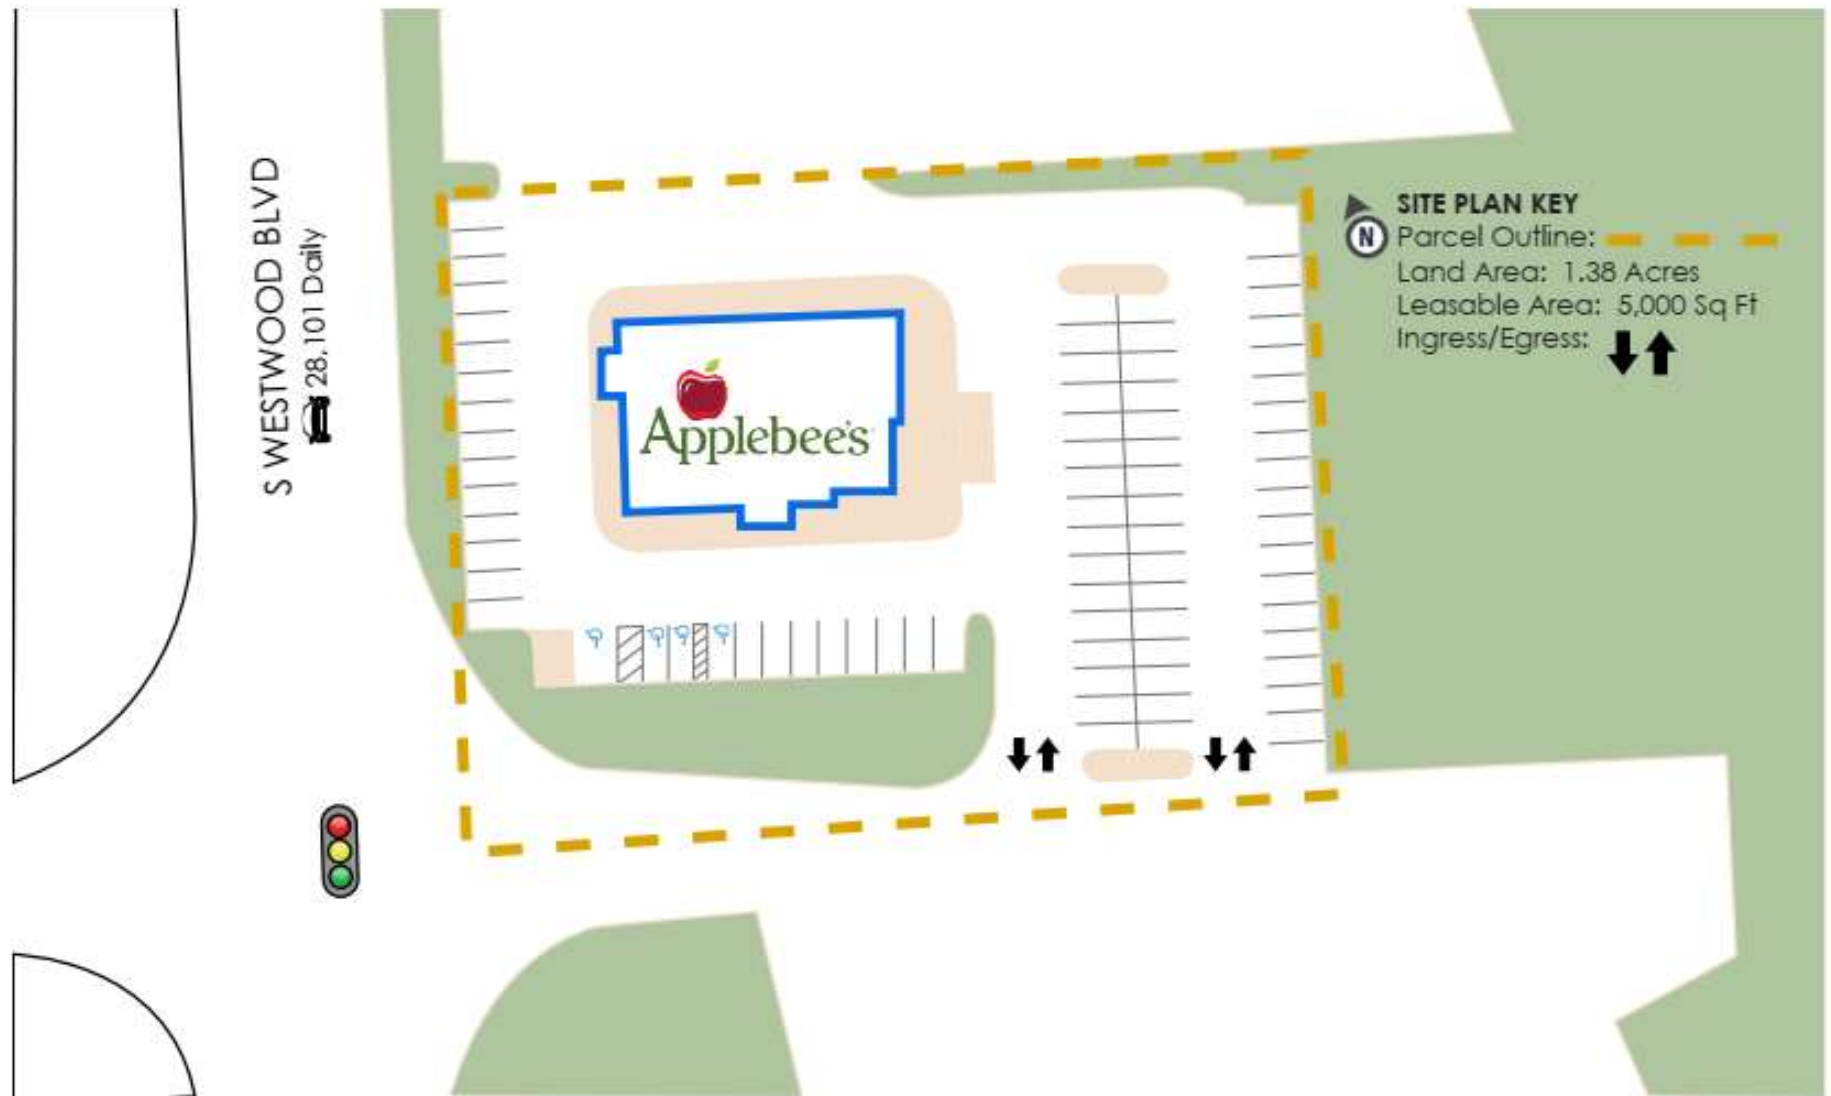 S WESTWOOD BLVD
28,101 Daily
Applebee's
N
SITE PLAN KEY
Parcel Outline:
Land Area: 1.38 Acres
Leasable Area: 5,000 Sq Ft
Ingress/Egress: